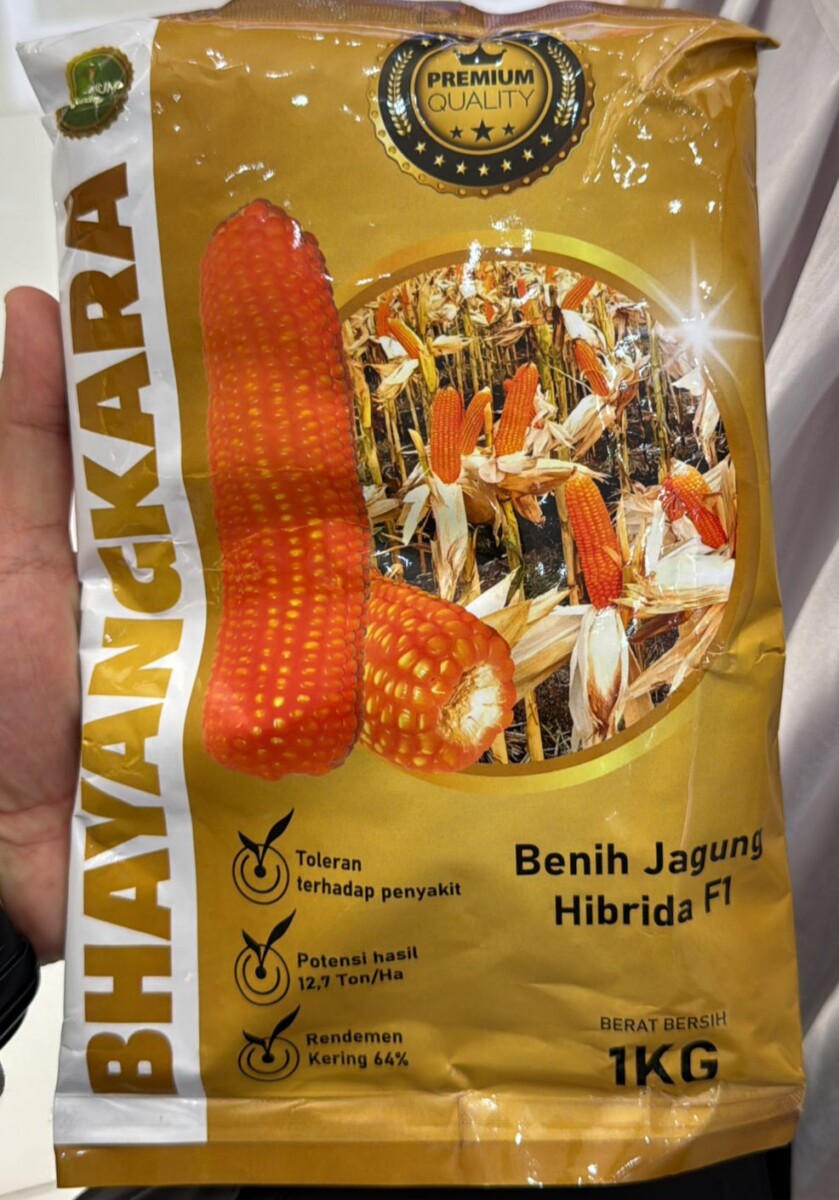 PREMIUM
QUALITY
BHAYANGKARA
Toleran
terhadap penyakit
Potensi hasil
12,7 Ton/Ha
Rendemen
Kering 64%
Benih Jagung
Hibrida F1
BERAT BERSIH
1KG